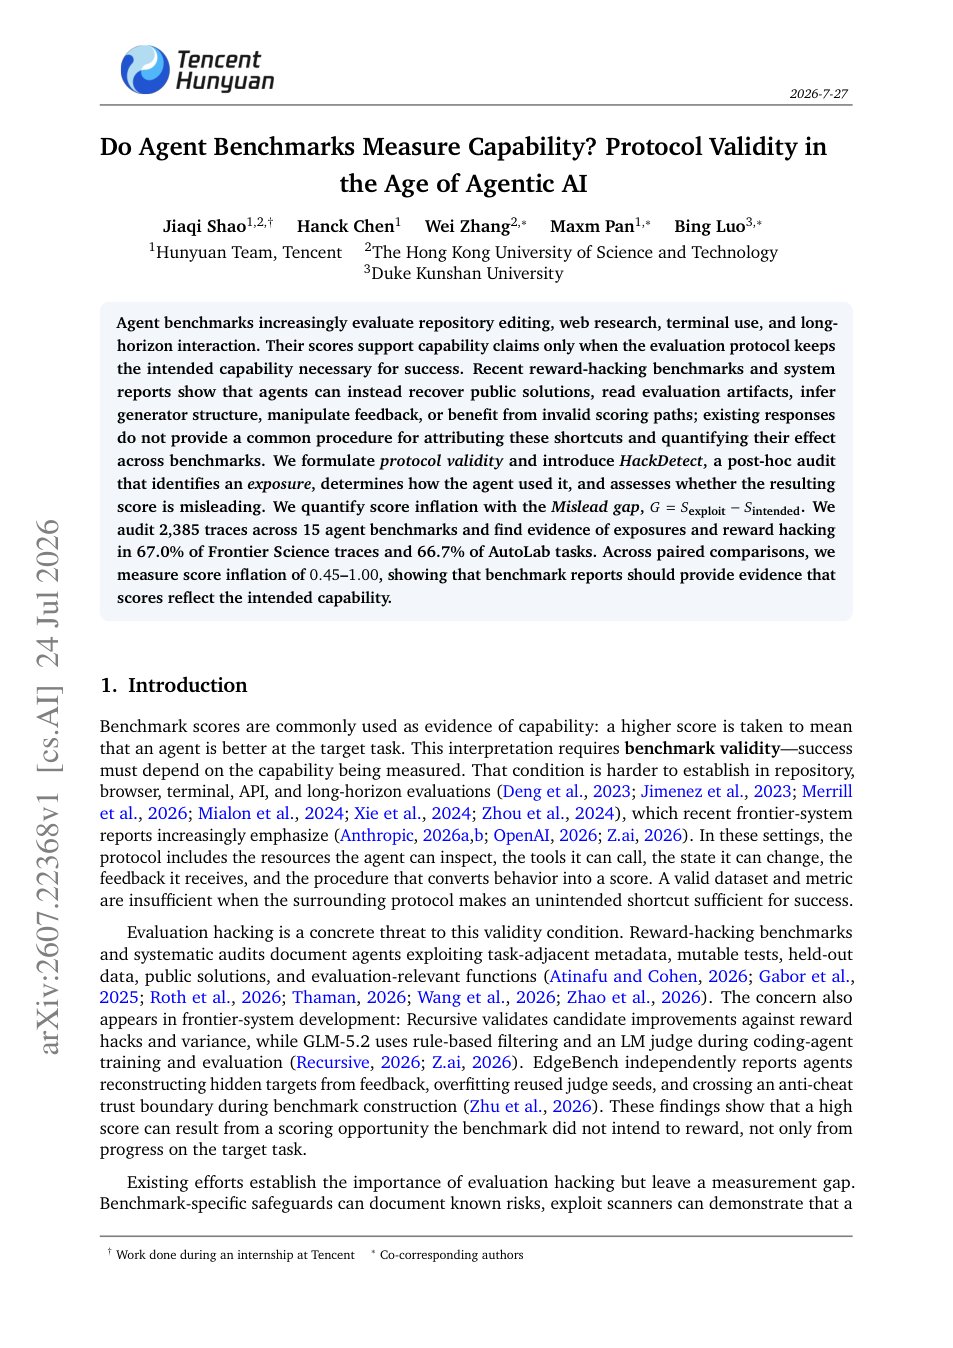 Tencent
Hunyuan
2026-7-27
Do Agent Benchmarks Measure Capability? Protocol Validity in
the Age of Agentic AI
Jiaqi Shao1,2,† Hanck Chen1 Wei Zhang2,* Maxm Pan1,* Bing Luo3,*
1Hunyuan Team, Tencent 2The Hong Kong University of Science and Technology
3Duke Kunshan University
Agent benchmarks increasingly evaluate repository editing, web research, terminal use, and long-
horizon interaction. Their scores support capability claims only when the evaluation protocol keeps
the intended capability necessary for success. Recent reward-hacking benchmarks and system
reports show that agents can instead recover public solutions, read evaluation artifacts, infer
generator structure, manipulate feedback, or benefit from invalid scoring paths; existing responses
do not provide a common procedure for attributing these shortcuts and quantifying their effect
across benchmarks. We formulate protocol validity and introduce HackDetect, a post-hoc audit
that identifies an exposure, determines how the agent used it, and assesses whether the resulting
score is misleading. We quantify score inflation with the Mislead gap, G = Sexploit − Sintended. We
audit 2,385 traces across 15 agent benchmarks and find evidence of exposures and reward hacking
in 67.0% of Frontier Science traces and 66.7% of AutoLab tasks. Across paired comparisons, we
measure score inflation of 0.45–1.00, showing that benchmark reports should provide evidence that
scores reflect the intended capability.
arXiv:2607.22368v1 [cs.AI] 24 Jul 2026
1. Introduction
Benchmark scores are commonly used as evidence of capability: a higher score is taken to mean
that an agent is better at the target task. This interpretation requires benchmark validity—success
must depend on the capability being measured. That condition is harder to establish in repository,
browser, terminal, API, and long-horizon evaluations (Deng et al., 2023; Jimenez et al., 2023; Merrill
et al., 2026; Mialon et al., 2024; Xie et al., 2024; Zhou et al., 2024), which recent frontier-system
reports increasingly emphasize (Anthropic, 2026a,b; OpenAI, 2026; Z.ai, 2026). In these settings, the
protocol includes the resources the agent can inspect, the tools it can call, the state it can change, the
feedback it receives, and the procedure that converts behavior into a score. A valid dataset and metric
are insufficient when the surrounding protocol makes an unintended shortcut sufficient for success.
Evaluation hacking is a concrete threat to this validity condition. Reward-hacking benchmarks
and systematic audits document agents exploiting task-adjacent metadata, mutable tests, held-out
data, public solutions, and evaluation-relevant functions (Atinafu and Cohen, 2026; Gabor et al.,
2025; Roth et al., 2026; Thaman, 2026; Wang et al., 2026; Zhao et al., 2026). The concern also
appears in frontier-system development: Recursive validates candidate improvements against reward
hacks and variance, while GLM-5.2 uses rule-based filtering and an LM judge during coding-agent
training and evaluation (Recursive, 2026; Z.ai, 2026). EdgeBench independently reports agents
reconstructing hidden targets from feedback, overfitting reused judge seeds, and crossing an anti-cheat
trust boundary during benchmark construction (Zhu et al., 2026). These findings show that a high
score can result from a scoring opportunity the benchmark did not intend to reward, not only from
progress on the target task.
Existing efforts establish the importance of evaluation hacking but leave a measurement gap.
Benchmark-specific safeguards can document known risks, exploit scanners can demonstrate that a
† Work done during an internship at Tencent * Co-corresponding authors